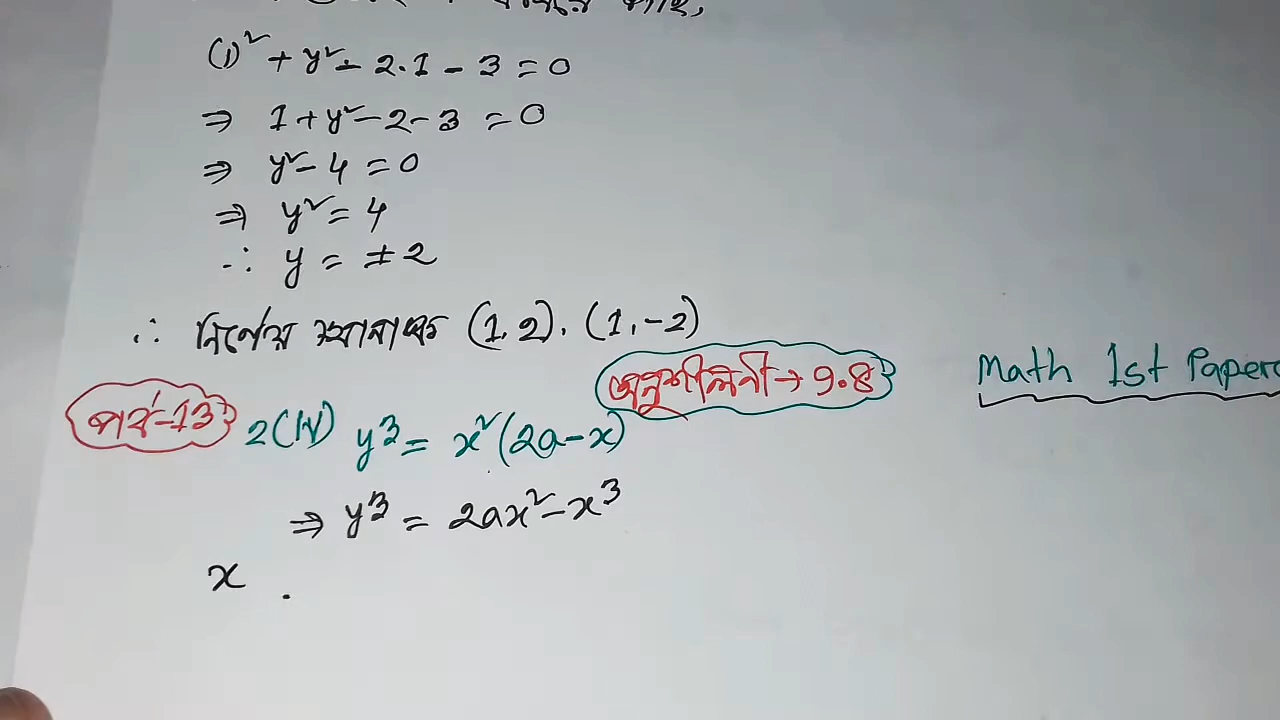 (1)² + y² - 2.1 - 3 = 0
⇒ 1 + y² - 2 - 3 = 0
⇒ y² - 4 = 0
⇒ y² = 4
∴ y = ±2
∴ নির্ণেয় স্থানাঙ্ক (1, 2), (1, -2)
অনুশীলনী → 9.8
Math 1st Paper
পর্ব-13
2(iv) y³ = x² (2a - x)
⇒ y³ = 2ax² - x³
x .